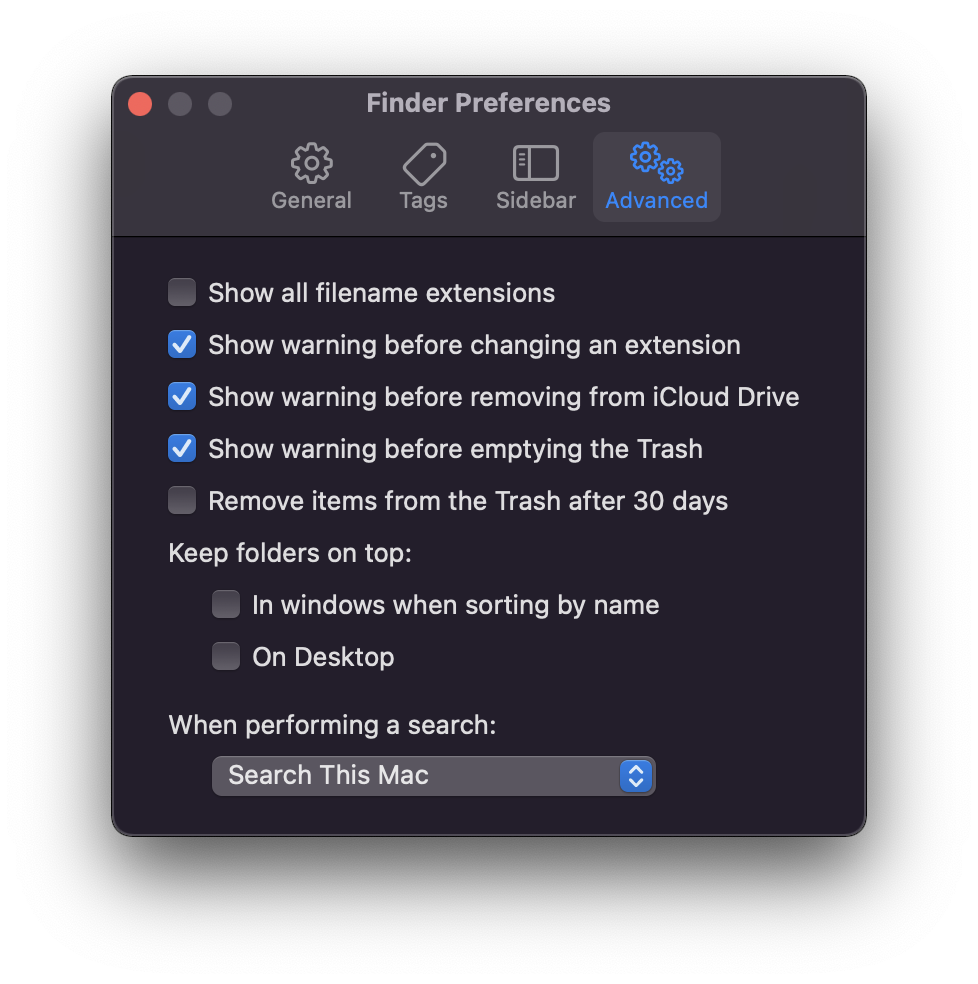 Finder Preferences
General Tags Sidebar Advanced
Show all filename extensions
Show warning before changing an extension
Show warning before removing from iCloud Drive
Show warning before emptying the Trash
Remove items from the Trash after 30 days
Keep folders on top:
In windows when sorting by name
On Desktop
When performing a search:
Search This Mac